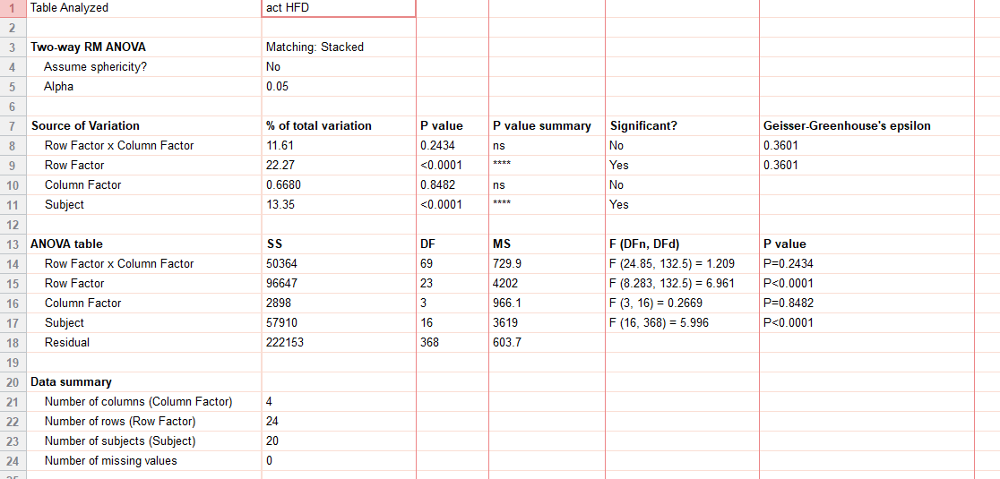 1 Table Analyzed act HFD
2
3 Two-way RM ANOVA Matching: Stacked
4 Assume sphericity? No
5 Alpha 0.05
6
7 Source of Variation % of total variation P value P value summary Significant? Geisser-Greenhouse's epsilon
8 Row Factor x Column Factor 11.61 0.2434 ns No 0.3601
9 Row Factor 22.27 <0.0001 **** Yes 0.3601
10 Column Factor 0.6680 0.8482 ns No
11 Subject 13.35 <0.0001 **** Yes
12
13 ANOVA table SS DF MS F (DFn, DFd) P value
14 Row Factor x Column Factor 50364 69 729.9 F (24.85, 132.5) = 1.209 P=0.2434
15 Row Factor 96647 23 4202 F (8.283, 132.5) = 6.961 P<0.0001
16 Column Factor 2898 3 966.1 F (3, 16) = 0.2669 P=0.8482
17 Subject 57910 16 3619 F (16, 368) = 5.996 P<0.0001
18 Residual 222153 368 603.7
19
20 Data summary
21 Number of columns (Column Factor) 4
22 Number of rows (Row Factor) 24
23 Number of subjects (Subject) 20
24 Number of missing values 0